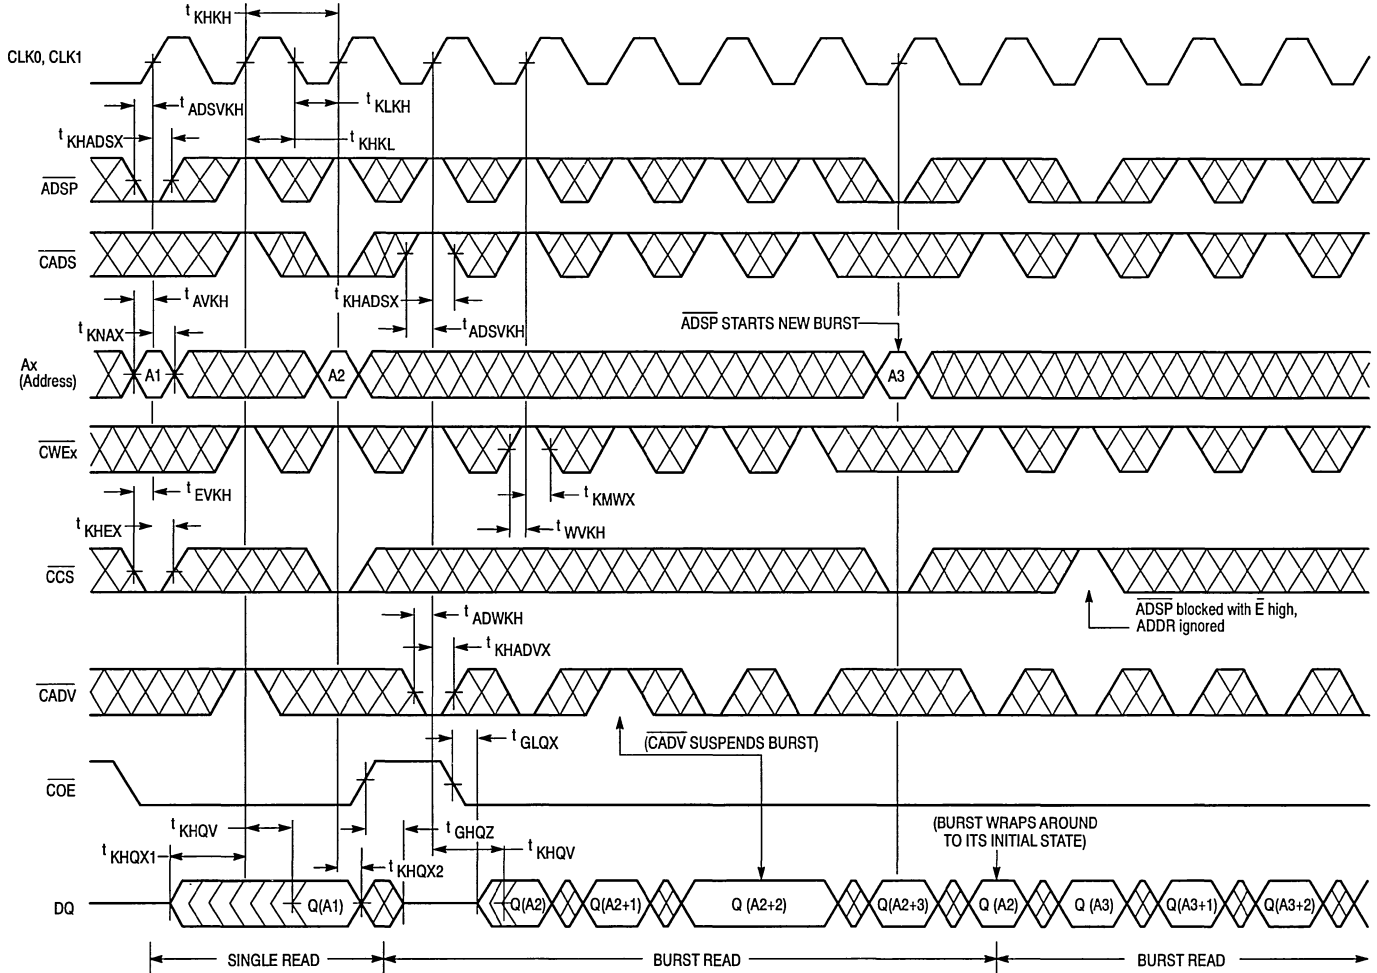 t KHKH
CLK0, CLK1
t ADSVKH
t KLKH
t KHADSX
t KHKL
ADSP
CADS
t AVKH
t KHADSX
t KNAX
t ADSVKH
ADSP STARTS NEW BURST
Ax
(Address)
A1
A2
A3
CWEx
t EVKH
t KMWX
t KHEX
t WVKH
CCS
t ADWKH
ADSP blocked with E high,
ADDR ignored
t KHADVX
CADV
t GLQX
(CADV SUSPENDS BURST)
COE
t KHQV
t GHQZ
(BURST WRAPS AROUND
TO ITS INITIAL STATE)
t KHQX1
t KHQX2
t KHQV
DQ
Q(A1)
Q(A2)
Q(A2+1)
Q (A2+2)
Q(A2+3)
Q (A2)
Q (A3)
Q(A3+1)
Q(A3+2)
SINGLE READ
BURST READ
BURST READ